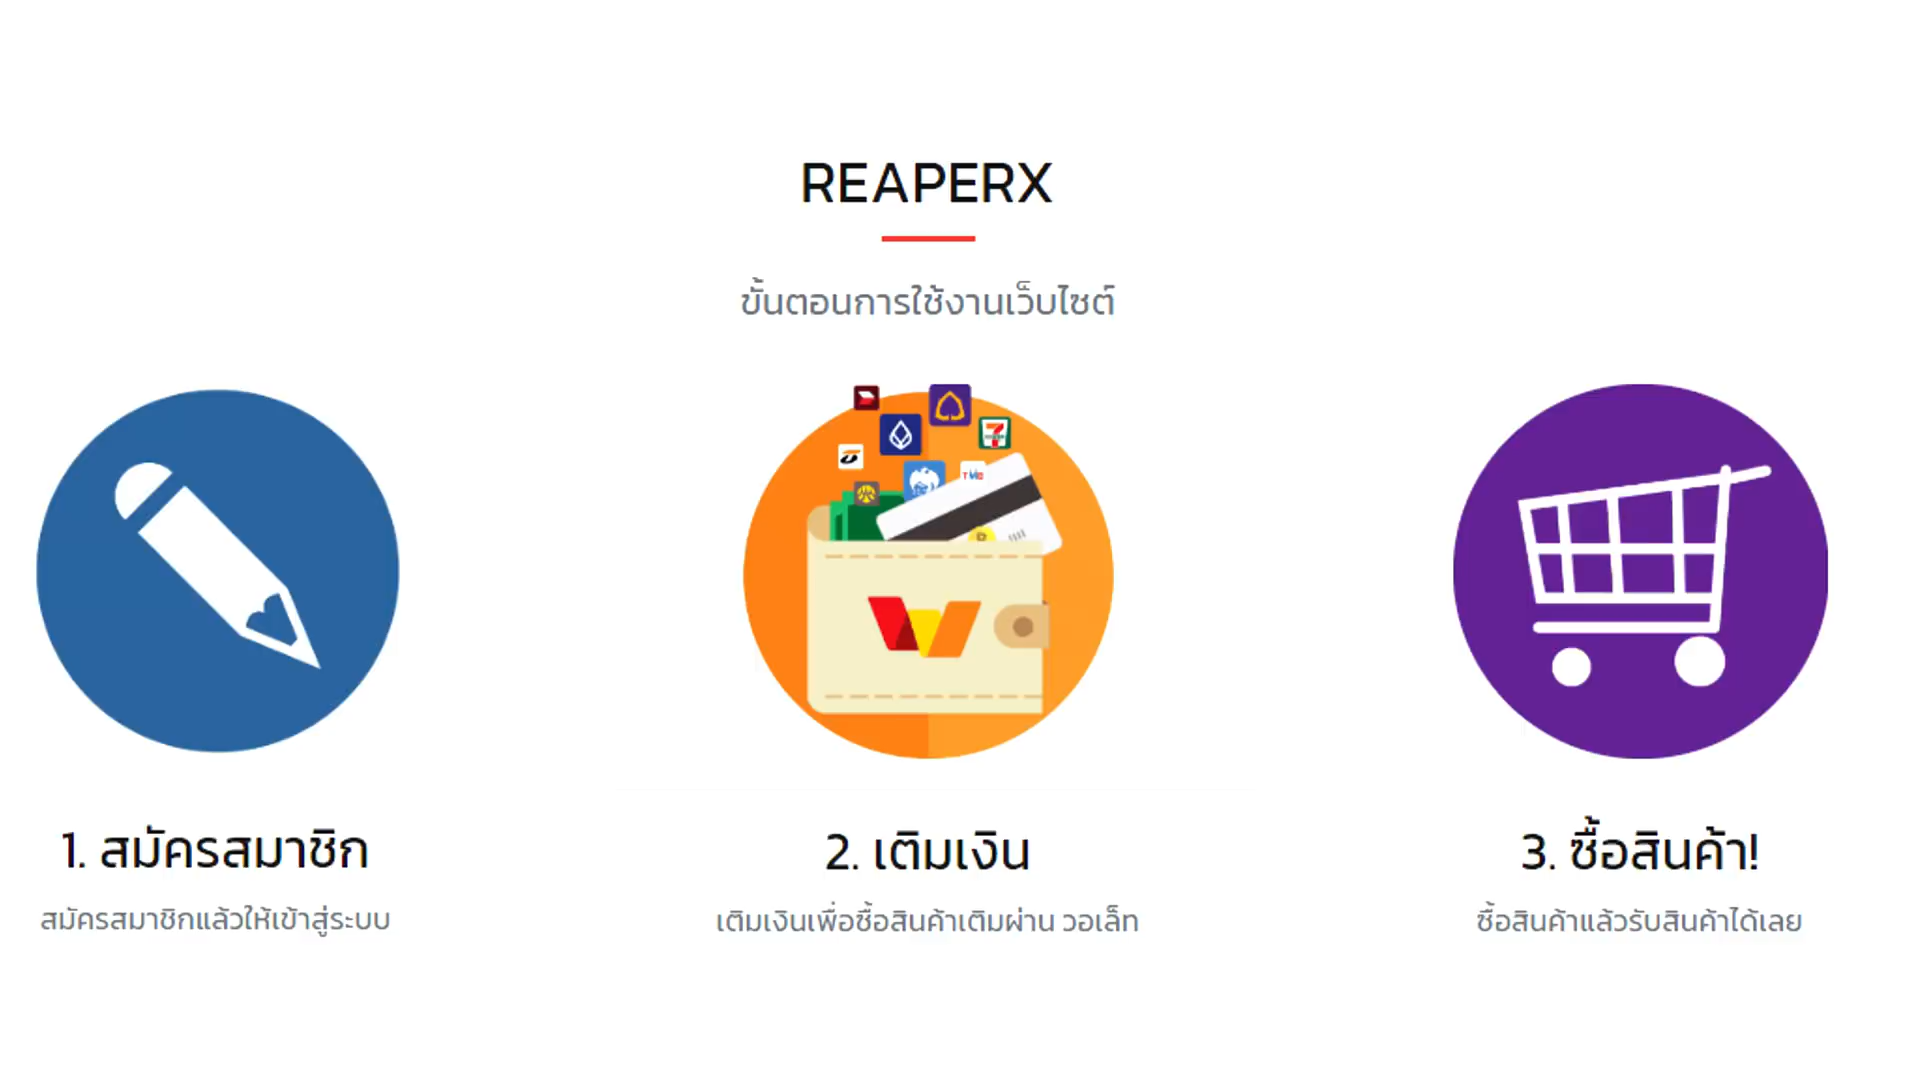 REAPERX
ขั้นตอนการใช้งานเว็บไซต์
1. สมัครสมาชิก
2. เติมเงิน
3. ซื้อสินค้า!
สมัครสมาชิกแล้วให้เข้าสู่ระบบ
เติมเงินเพื่อซื้อสินค้าเติมผ่าน วอเล็ท
ซื้อสินค้าแล้วรับสินค้าได้เลย